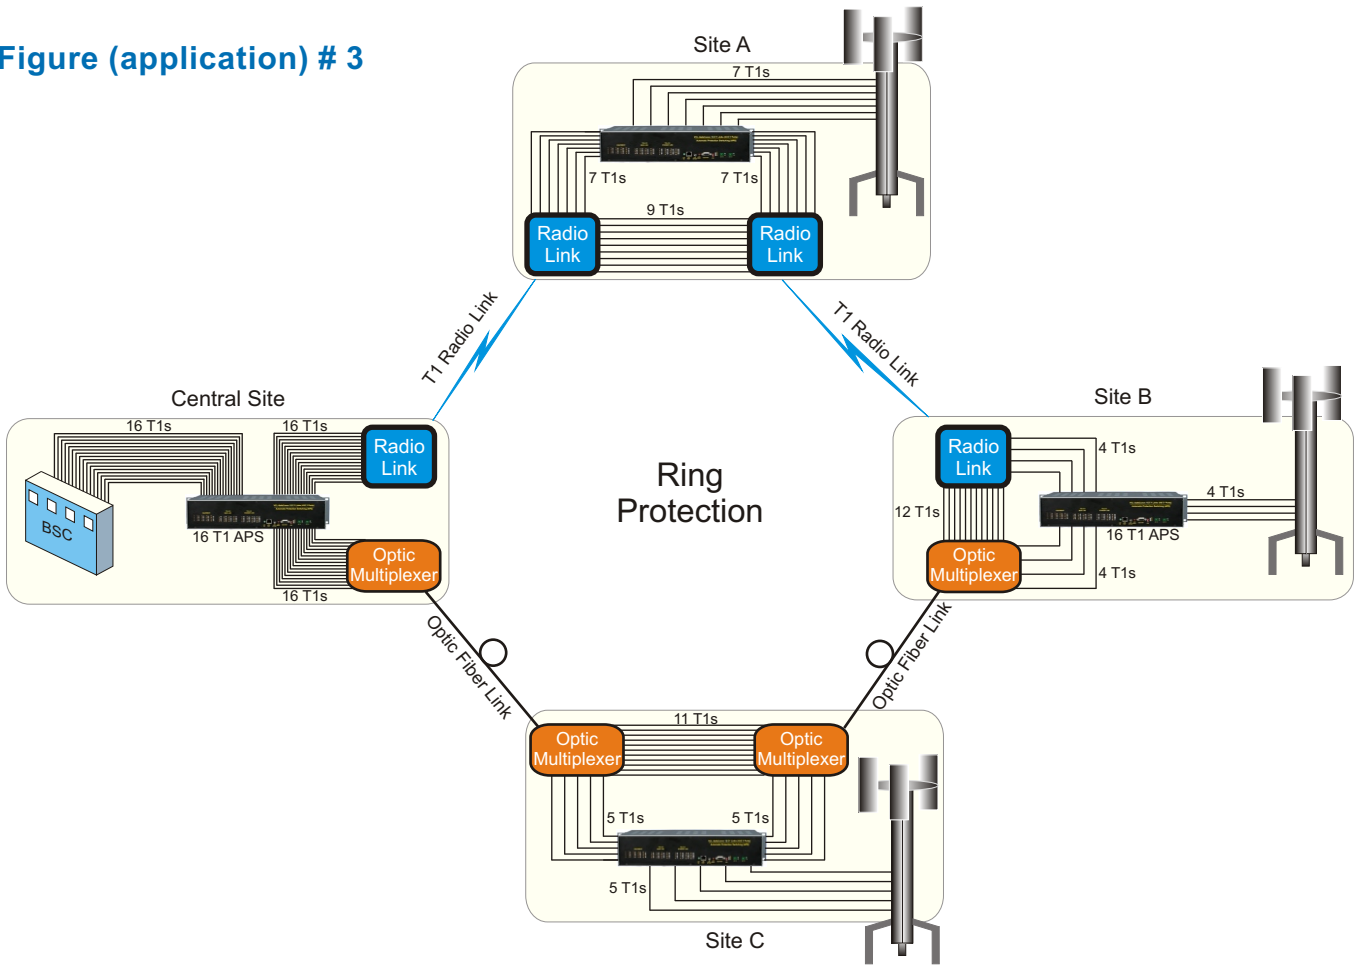 Figure (application) # 3
Site A
7 T1s
7 T1s
7 T1s
9 T1s
Radio
Link
Radio
Link
T1 Radio Link
T1 Radio Link
Central Site
16 T1s
16 T1s
Radio
Link
BSC
16 T1 APS
Optic
Multiplexer
16 T1s
Ring
Protection
Site B
Radio
Link
4 T1s
4 T1s
12 T1s
16 T1 APS
Optic
Multiplexer
4 T1s
Optic Fiber Link
Optic Fiber Link
11 T1s
Optic
Multiplexer
Optic
Multiplexer
5 T1s
5 T1s
5 T1s
Site C